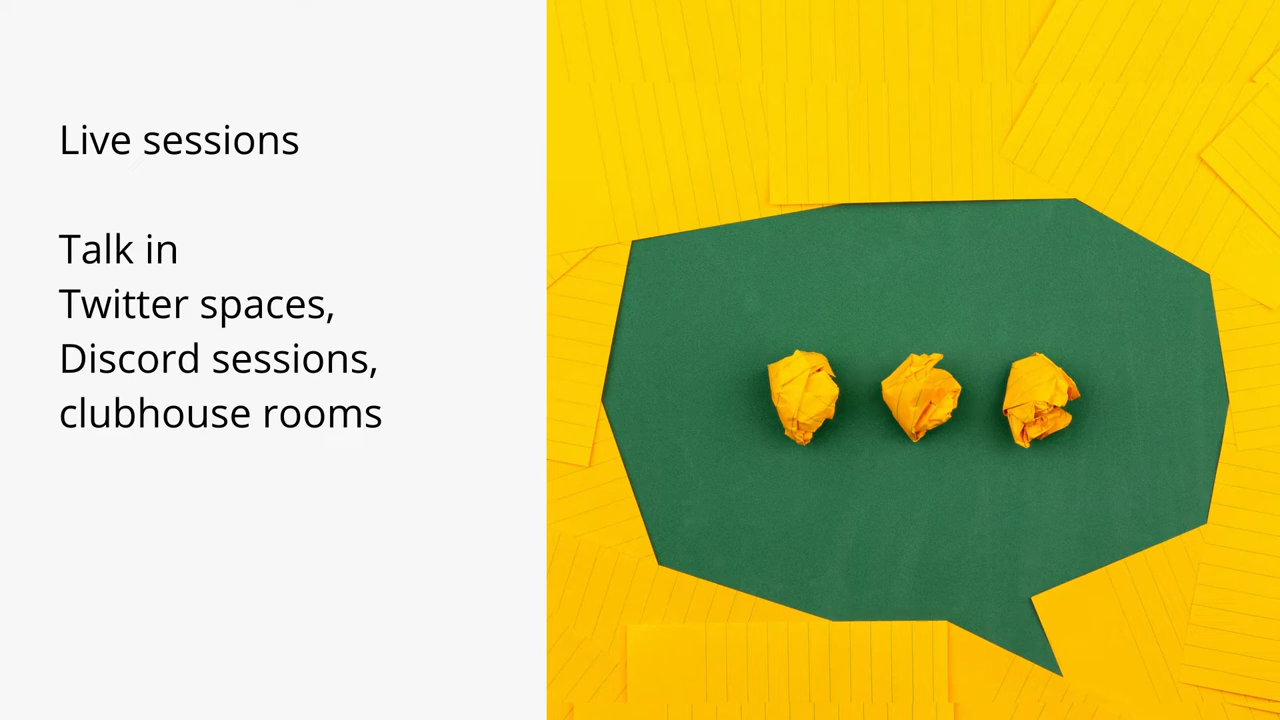 Live sessions
Talk in
Twitter spaces,
Discord sessions,
clubhouse rooms